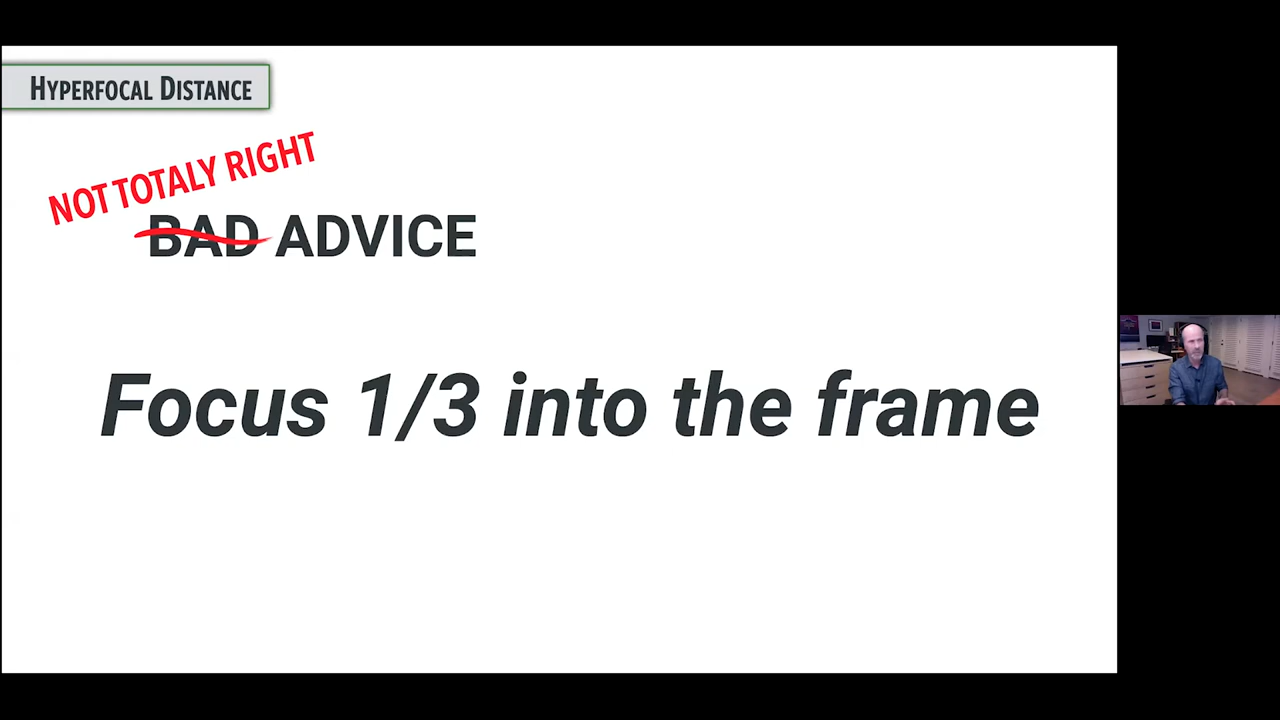 HYPERFOCAL DISTANCE
NOT TOTALY RIGHT
BAD ADVICE
Focus 1/3 into the frame